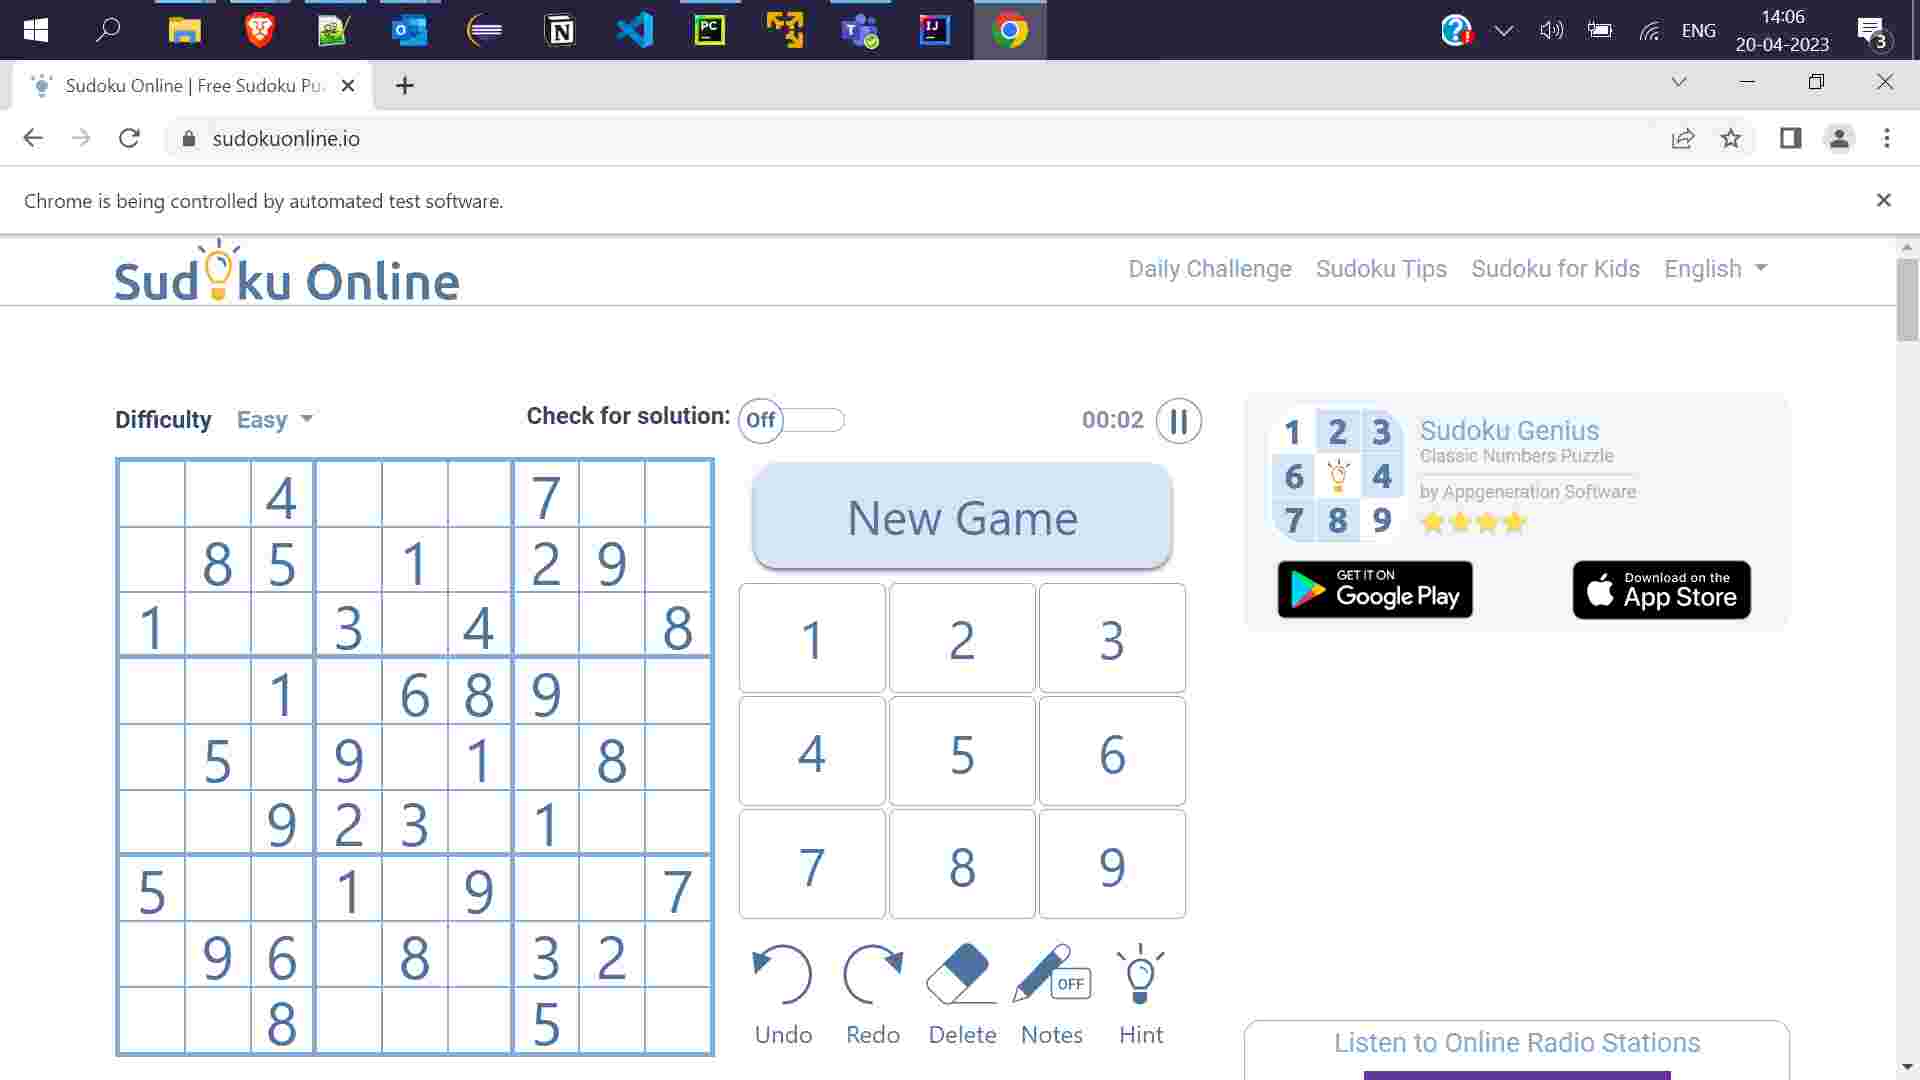 PC
IJ
ENG
14:06
20-04-2023
3
Sudoku Online | Free Sudoku Pu
sudokuonline.io
Chrome is being controlled by automated test software.
Sudoku Online
Daily Challenge Sudoku Tips Sudoku for Kids English
Difficulty Easy Check for solution: Off 00:02
4 7
8 5 1 2 9
1 3 4 8
1 6 8 9
5 9 1 8
9 2 3 1
5 1 9 7
9 6 8 3 2
8 5
New Game
1 2 3
4 5 6
7 8 9
Undo Redo Delete OFF Notes Hint
1 2 3
6 4
7 8 9
Sudoku Genius
Classic Numbers Puzzle
by Appgeneration Software
GET IT ON
Google Play
Download on the
App Store
Listen to Online Radio Stations